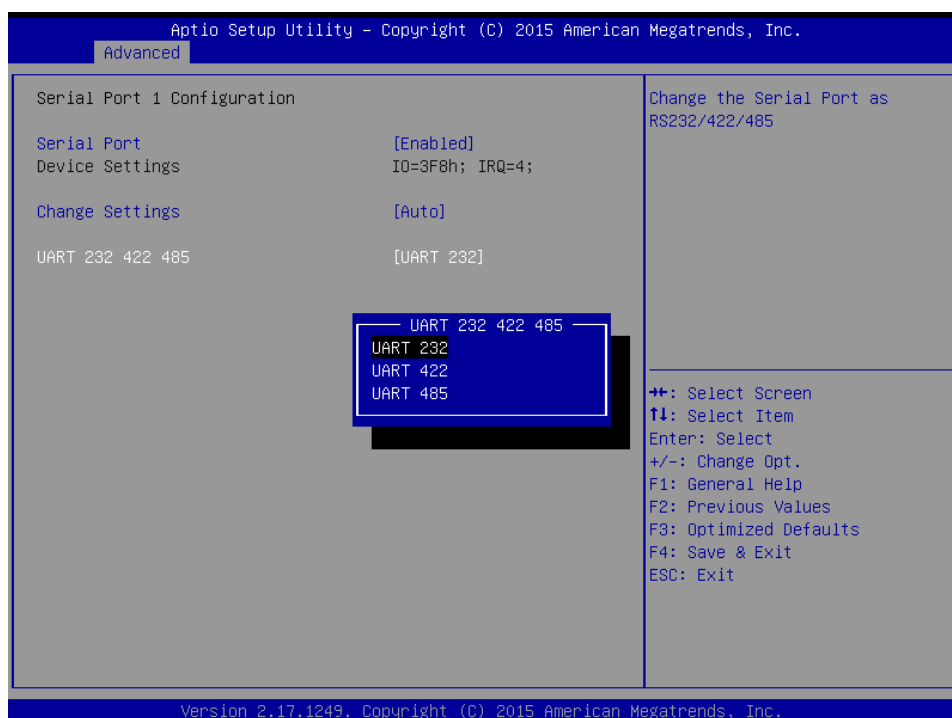 Aptio Setup Utility – Copyright (C) 2015 American Megatrends, Inc.
Advanced
Serial Port 1 Configuration
Serial Port [Enabled]
Device Settings IO=3F8h; IRQ=4;
Change Settings [Auto]
UART 232 422 485 [UART 232]
UART 232 422 485
UART 232
UART 422
UART 485
Change the Serial Port as
RS232/422/485
→←: Select Screen
↑↓: Select Item
Enter: Select
+/-: Change Opt.
F1: General Help
F2: Previous Values
F3: Optimized Defaults
F4: Save & Exit
ESC: Exit
Version 2.17.1249. Copyright (C) 2015 American Megatrends, Inc.